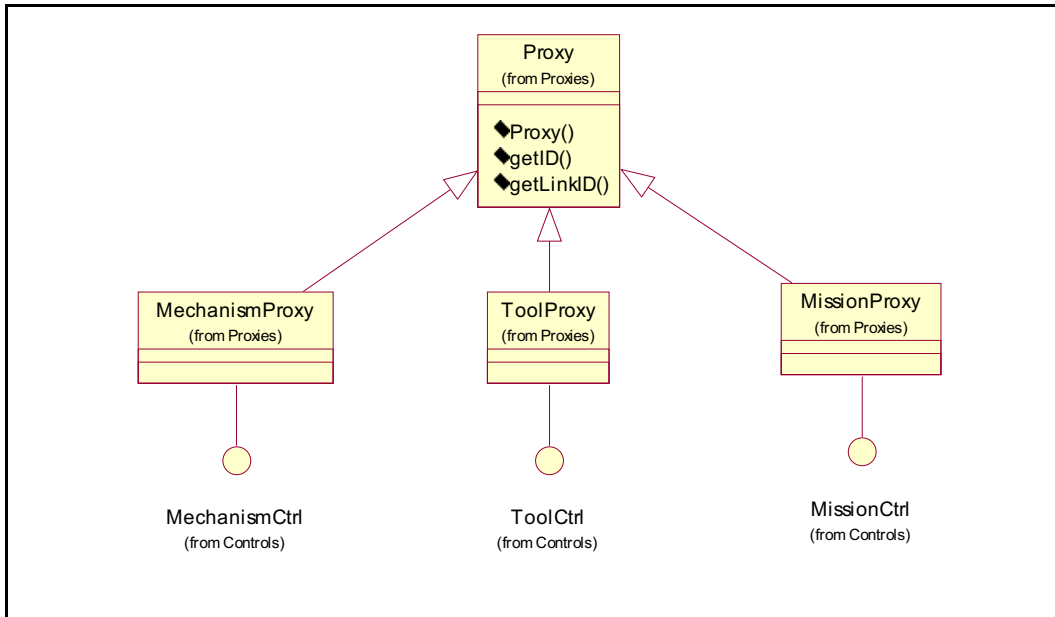 Proxy
(from Proxies)
Proxy()
getID()
getLinkID()
MechanismProxy
(from Proxies)
ToolProxy
(from Proxies)
MissionProxy
(from Proxies)
MechanismCtrl
(from Controls)
ToolCtrl
(from Controls)
MissionCtrl
(from Controls)